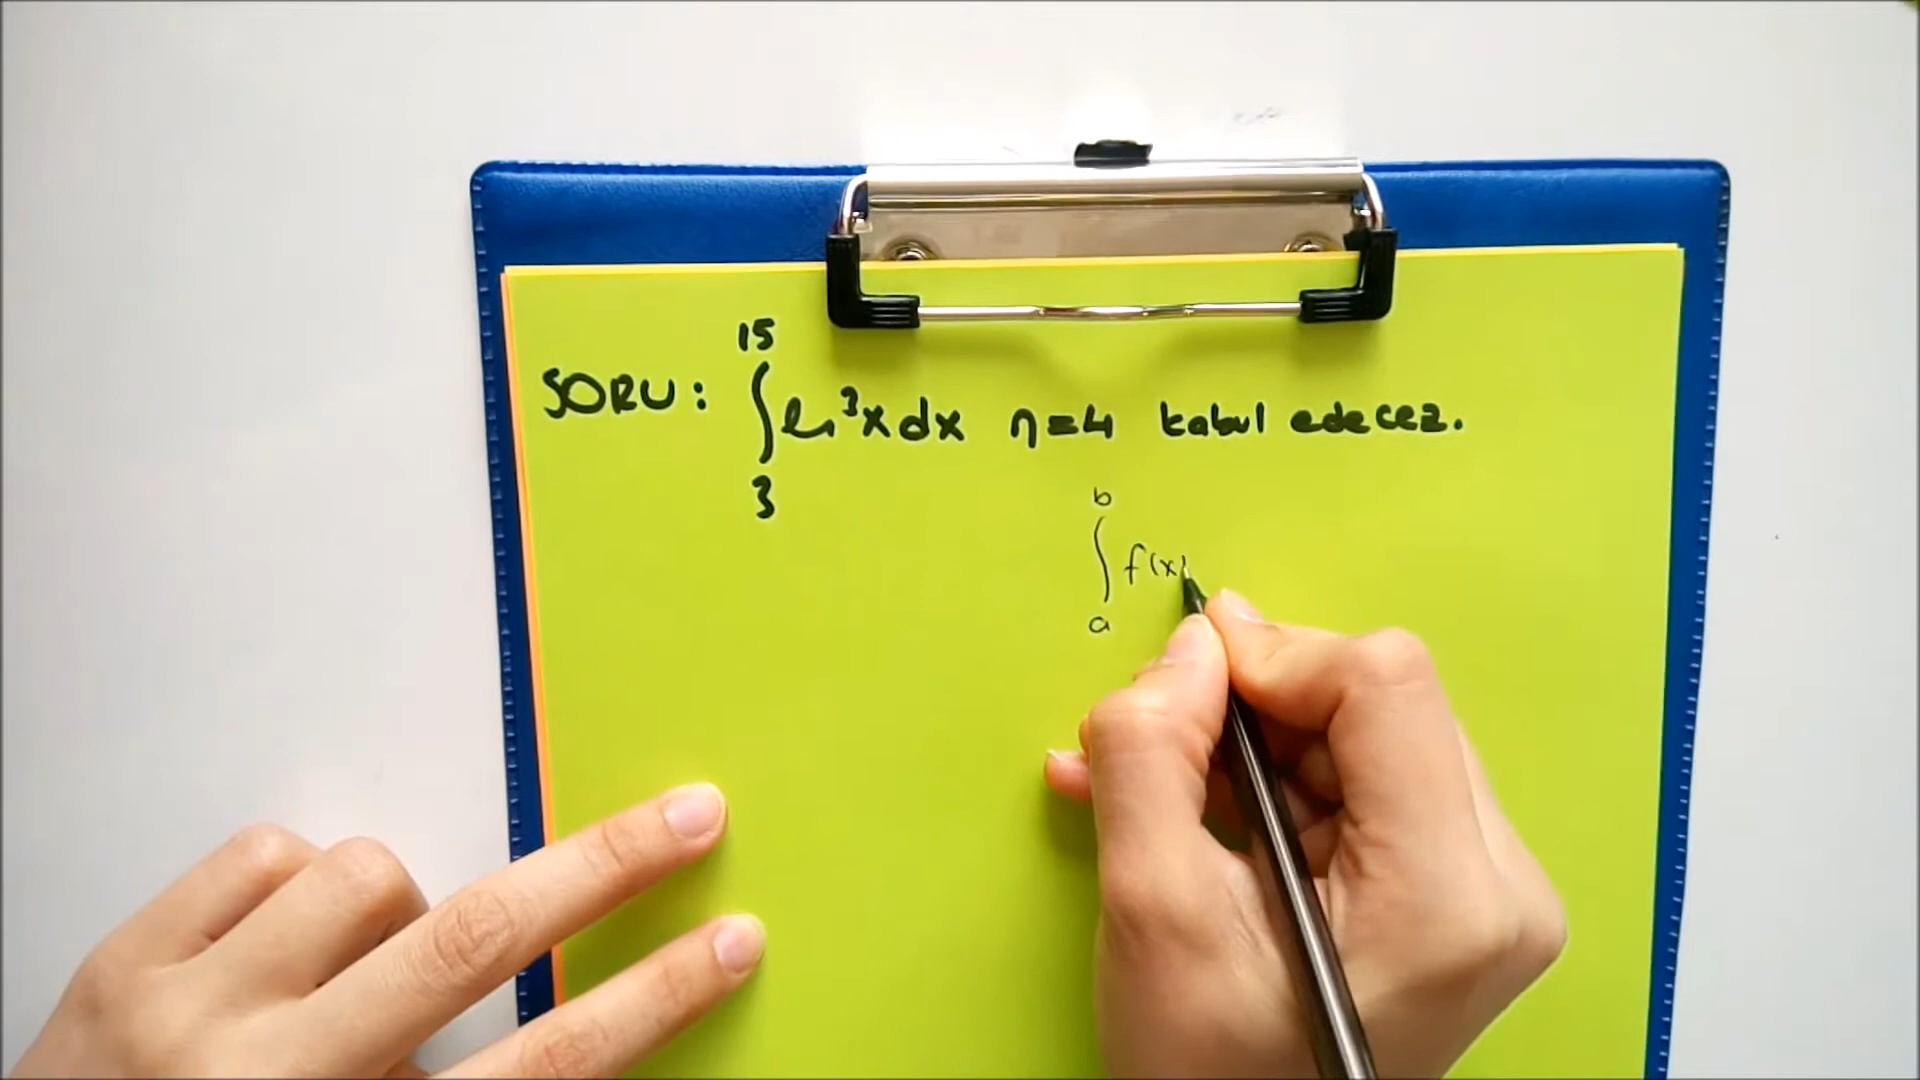 SORU: ∫₃¹⁵ ln³x dx n=4 kabul edecez.
∫ₐᵇ f(x)